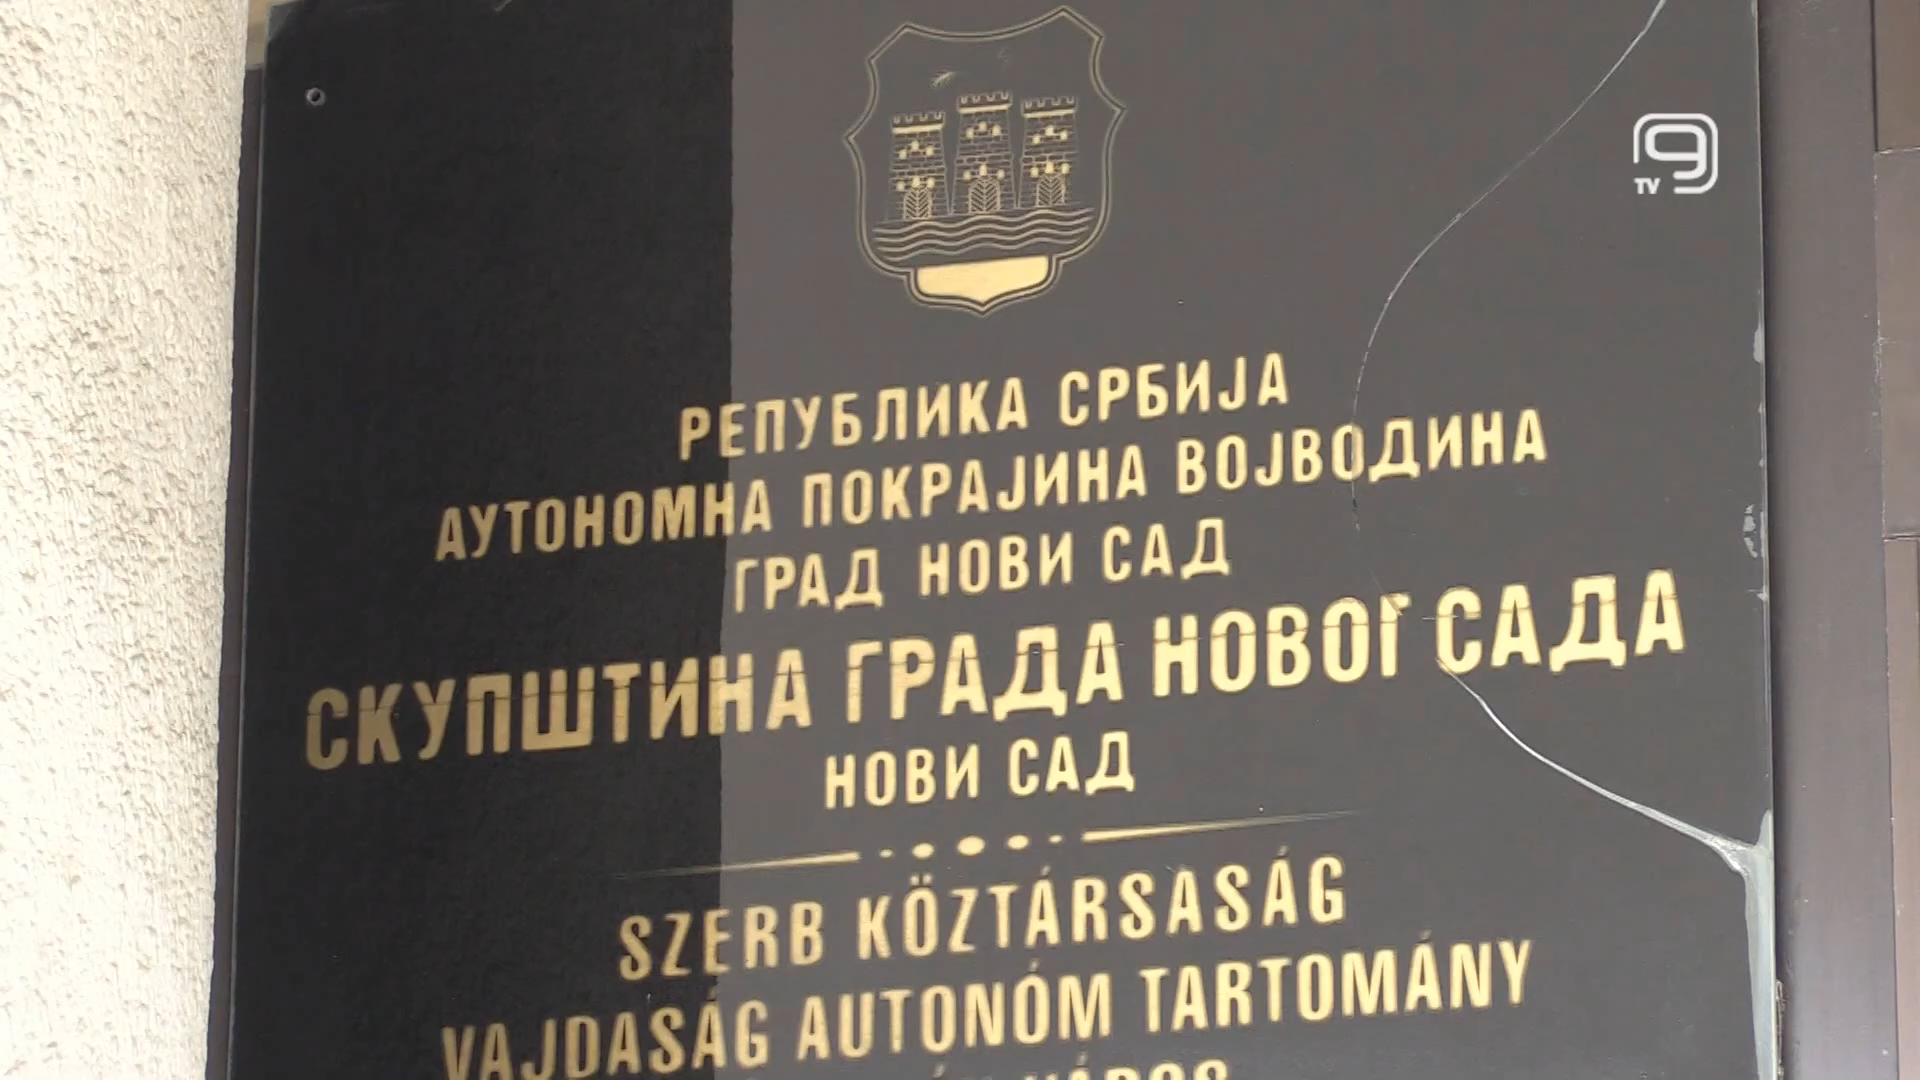 9
TV
РЕПУБЛИКА СРБИЈА
АУТОНОМНА ПОКРАЈИНА ВОЈВОДИНА
ГРАД НОВИ САД
СКУПШТИНА ГРАДА НОВОГ САДА
НОВИ САД
SZERB KÖZTÁRSASÁG
VAJDASÁG AUTONÓM TARTOMÁNY